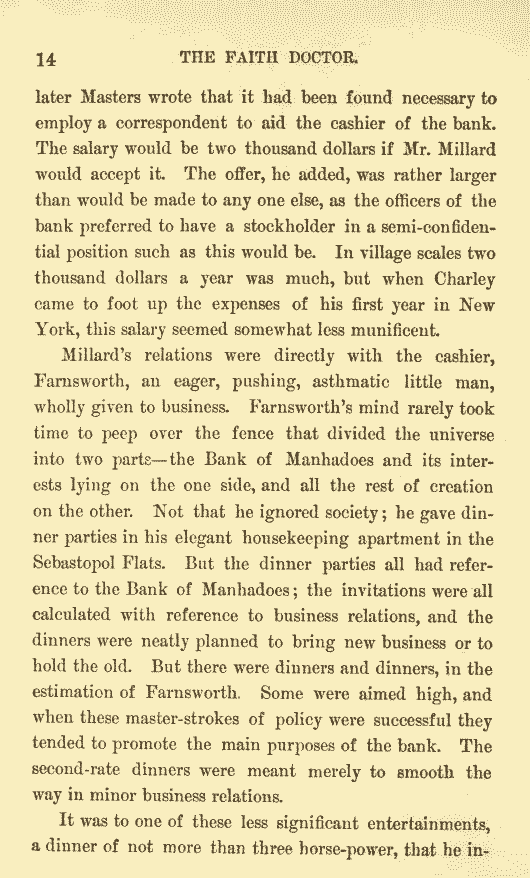 14 THE FAITH DOCTOR.
later Masters wrote that it had been found necessary to
employ a correspondent to aid the cashier of the bank.
The salary would be two thousand dollars if Mr. Millard
would accept it. The offer, he added, was rather larger
than would be made to any one else, as the officers of the
bank preferred to have a stockholder in a semi-confiden-
tial position such as this would be. In village scales two
thousand dollars a year was much, but when Charley
came to foot up the expenses of his first year in New
York, this salary seemed somewhat less munificent.
Millard's relations were directly with the cashier,
Farnsworth, an eager, pushing, asthmatic little man,
wholly given to business. Farnsworth's mind rarely took
time to peep over the fence that divided the universe
into two parts—the Bank of Manhadoes and its inter-
ests lying on the one side, and all the rest of creation
on the other. Not that he ignored society; he gave din-
ner parties in his elegant housekeeping apartment in the
Sebastopol Flats. But the dinner parties all had refer-
ence to the Bank of Manhadoes; the invitations were all
calculated with reference to business relations, and the
dinners were neatly planned to bring new business or to
hold the old. But there were dinners and dinners, in the
estimation of Farnsworth. Some were aimed high, and
when these master-strokes of policy were successful they
tended to promote the main purposes of the bank. The
second-rate dinners were meant merely to smooth the
way in minor business relations.
It was to one of these less significant entertainments,
a dinner of not more than three horse-power, that he in-